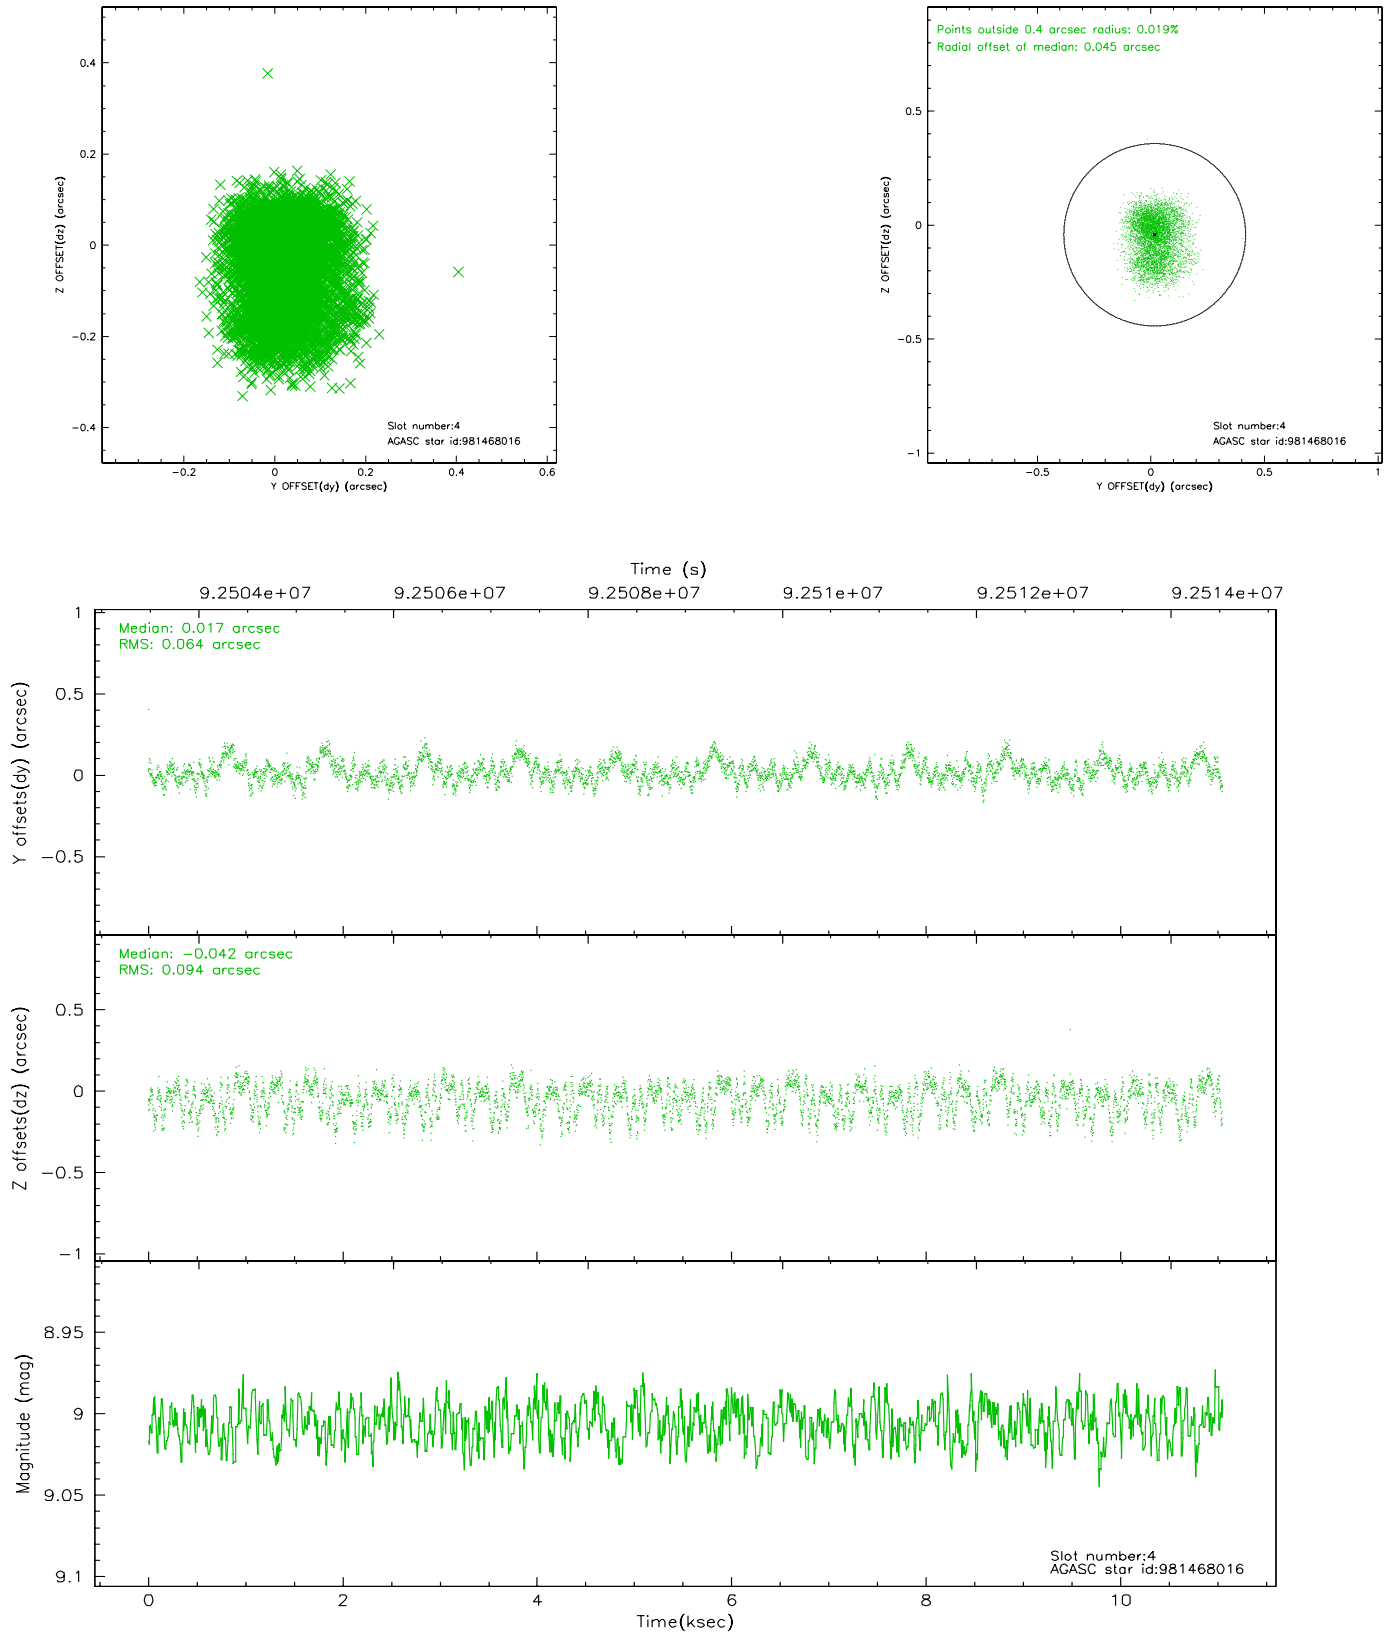 0.4
0.2
0
−0.2
−0.4
Z OFFSET(dz) (arcsec)
−0.2
0
0.2
0.4
0.6
Y OFFSET(dy) (arcsec)
Slot number:4
AGASC star id:981468016
Points outside 0.4 arcsec radius: 0.019%
Radial offset of median: 0.045 arcsec
0.5
0
−0.5
−1
Z OFFSET(dz) (arcsec)
−0.5
0
0.5
1
Y OFFSET(dy) (arcsec)
Slot number:4
AGASC star id:981468016
Time (s)
9.2504e+07 9.2506e+07 9.2508e+07 9.251e+07 9.2512e+07 9.2514e+07
Median: 0.017 arcsec
RMS: 0.064 arcsec
1
0.5
0
−0.5
Y offsets(dy) (arcsec)
Median: −0.042 arcsec
RMS: 0.094 arcsec
0.5
0
−0.5
−1
Z offsets(dz) (arcsec)
8.95
9
9.05
9.1
Magnitude (mag)
Slot number:4
AGASC star id:981468016
0 2 4 6 8 10
Time(ksec)